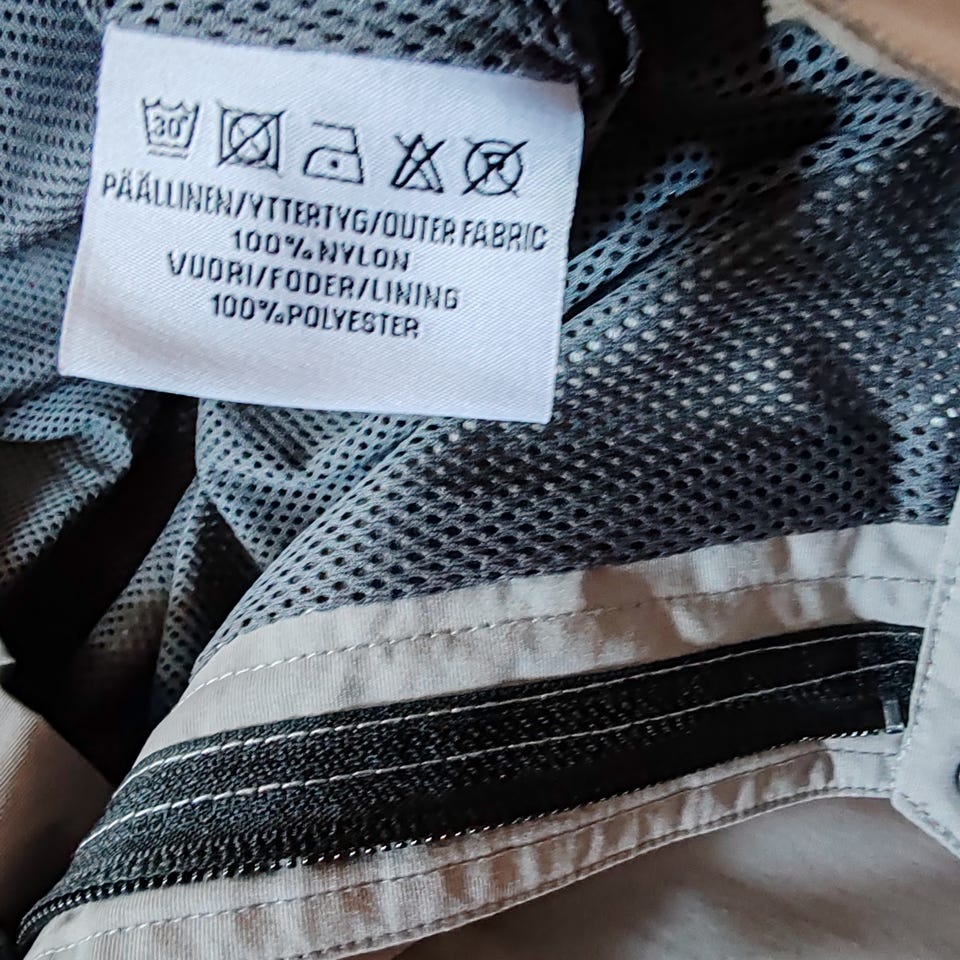 30°
P
PÄÄLLINEN/YTTERTYG/OUTER FABRIC
100% NYLON
VUORI/FODER/LINING
100% POLYESTER